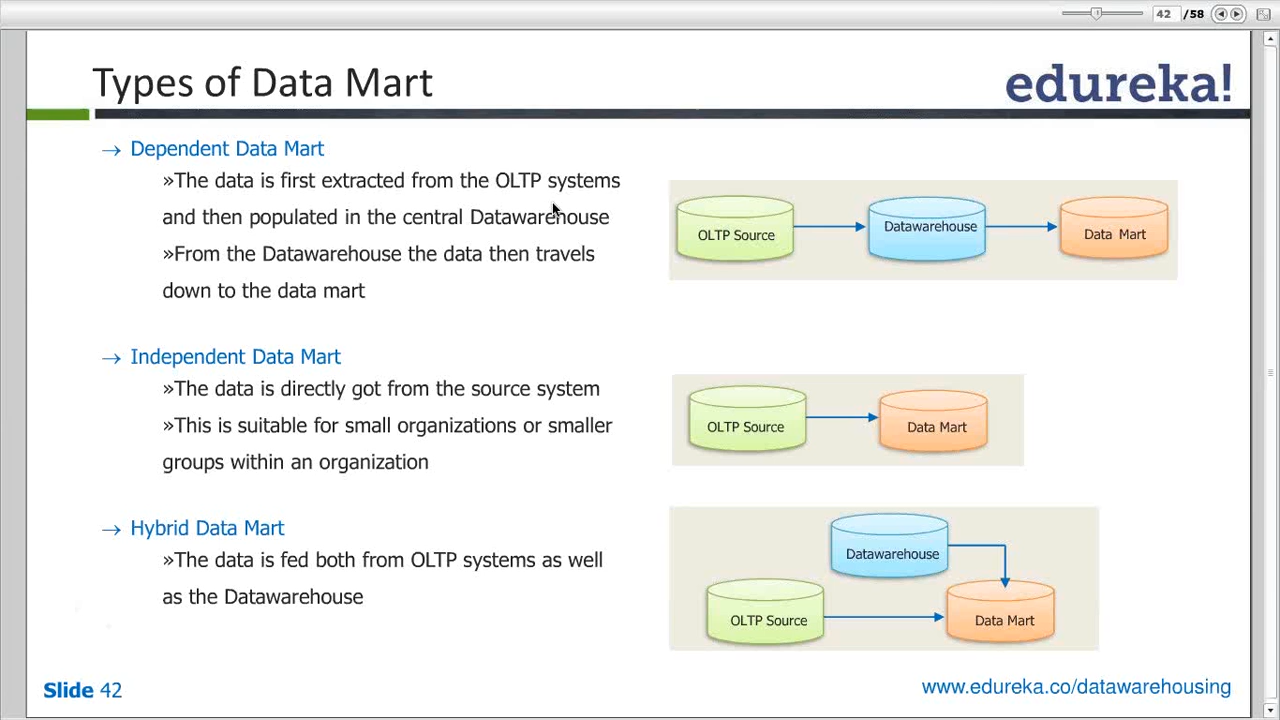 42 /58
Types of Data Mart
edureka!
→ Dependent Data Mart
»The data is first extracted from the OLTP systems
and then populated in the central Datawarehouse
»From the Datawarehouse the data then travels
down to the data mart
OLTP Source
Datawarehouse
Data Mart
→ Independent Data Mart
»The data is directly got from the source system
»This is suitable for small organizations or smaller
groups within an organization
OLTP Source
Data Mart
→ Hybrid Data Mart
»The data is fed both from OLTP systems as well
as the Datawarehouse
Datawarehouse
OLTP Source
Data Mart
Slide 42
www.edureka.co/datawarehousing